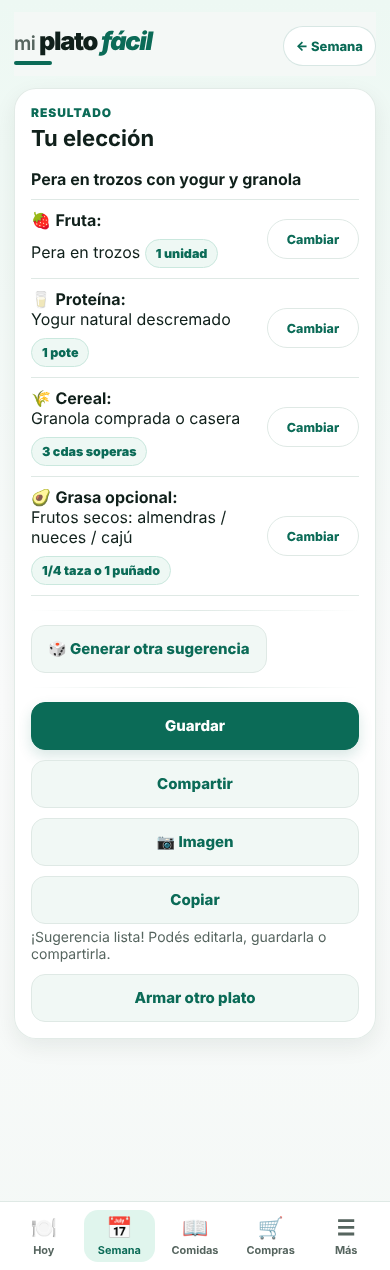 mi plato fácil
← Semana
RESULTADO
Tu elección
Pera en trozos con yogur y granola
🍓 Fruta:
Pera en trozos 1 unidad
Cambiar
🥛 Proteína:
Yogur natural descremado
1 pote
Cambiar
🌾 Cereal:
Granola comprada o casera
3 cdas soperas
Cambiar
🥑 Grasa opcional:
Frutos secos: almendras /
nueces / cajú
1/4 taza o 1 puñado
Cambiar
🎲 Generar otra sugerencia
Guardar
Compartir
📷 Imagen
Copiar
¡Sugerencia lista! Podés editarla, guardarla o
compartirla.
Armar otro plato
Hoy
Semana
Comidas
Compras
Más